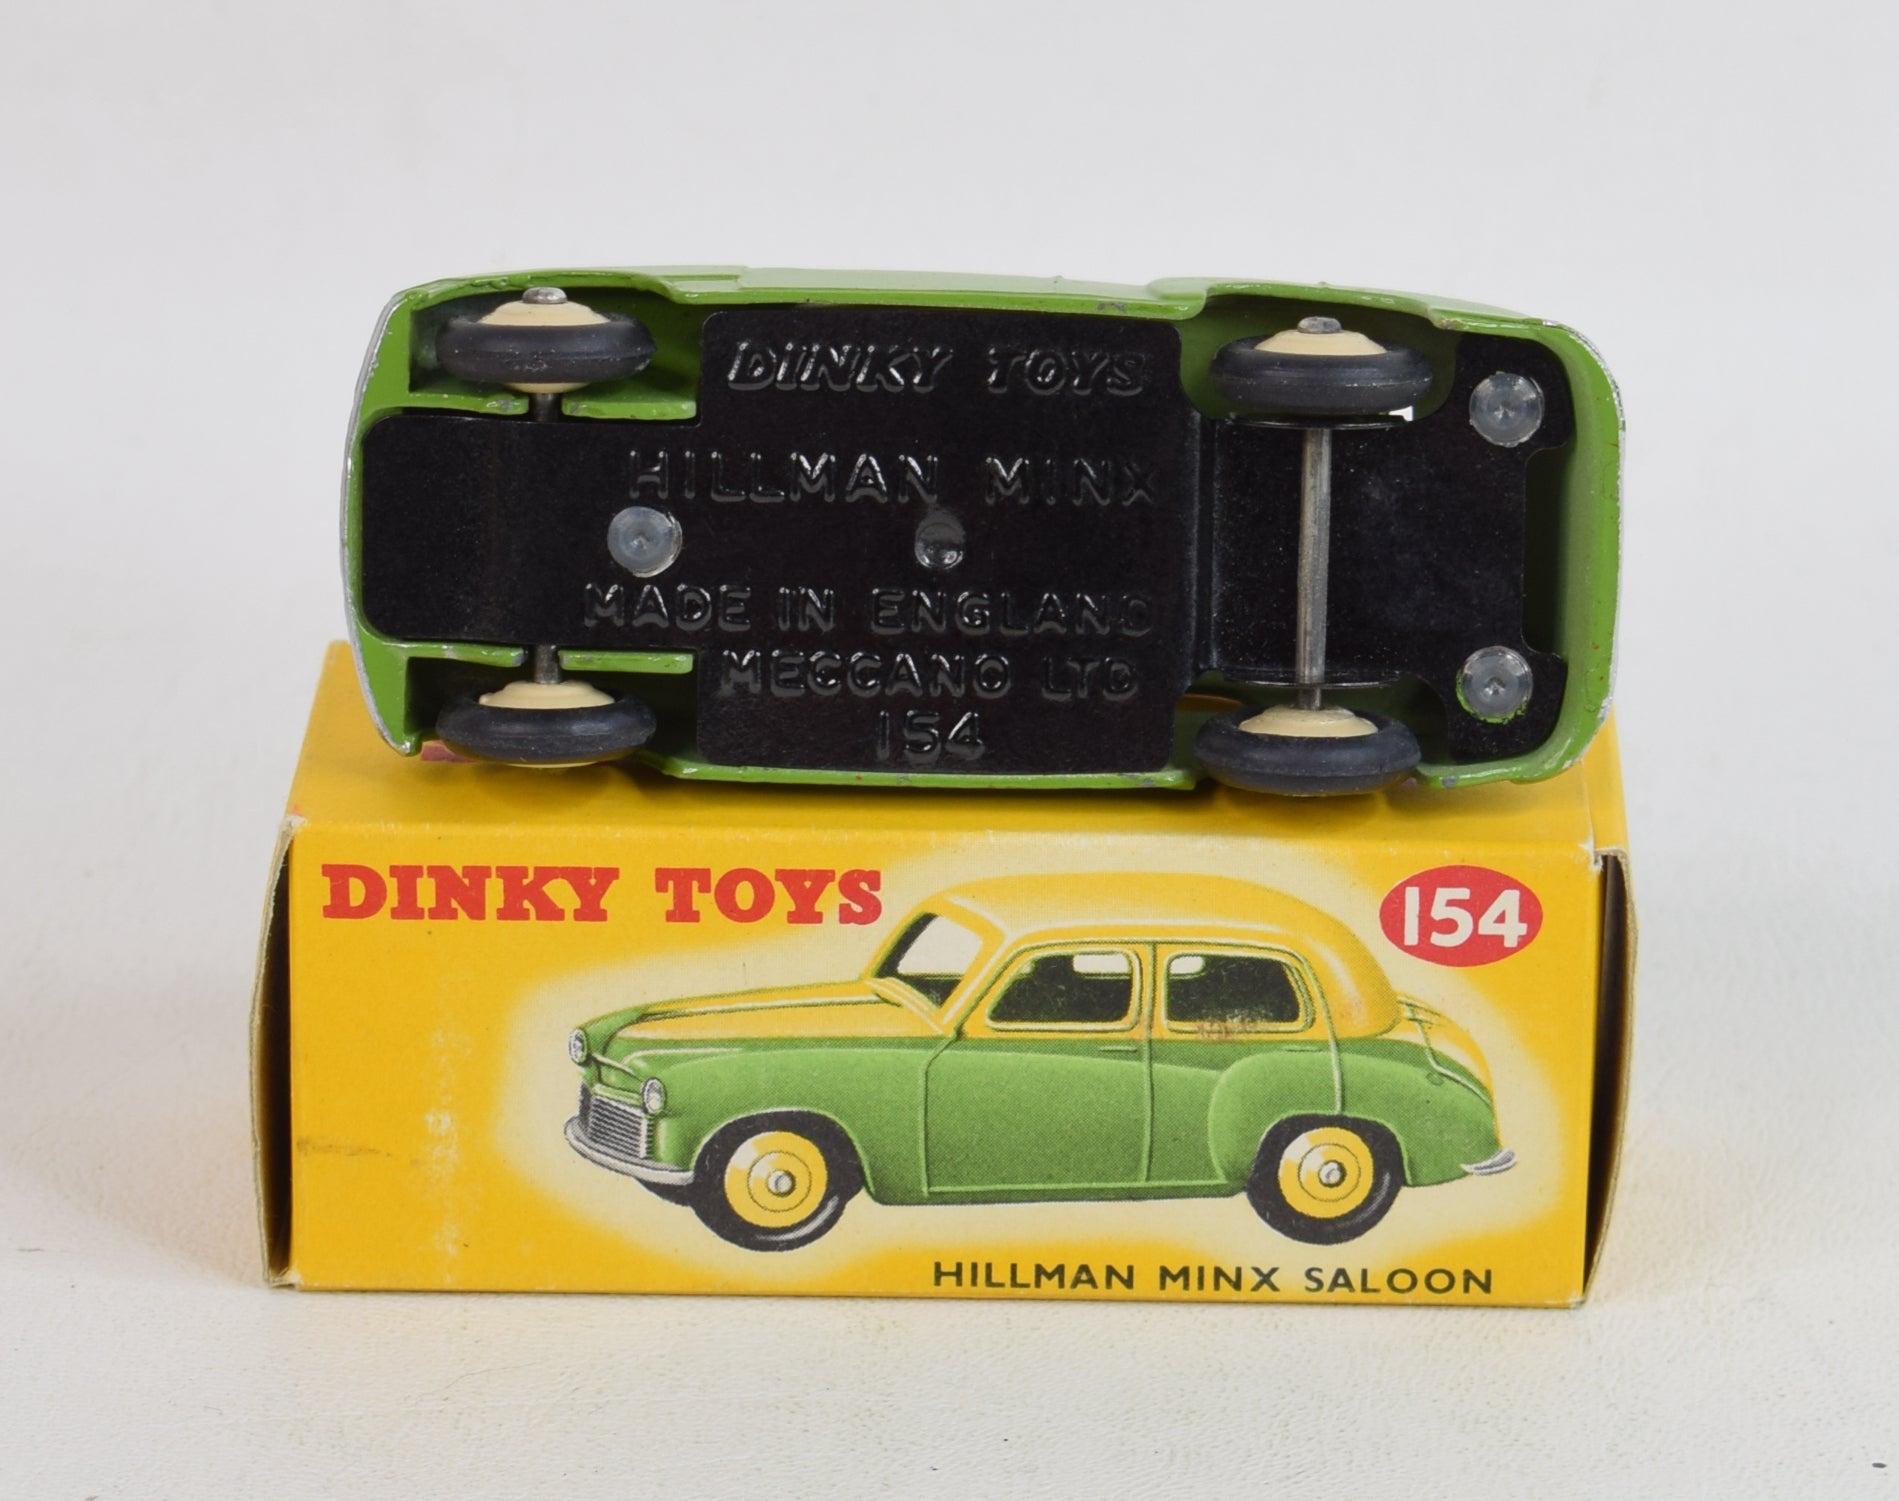 DINKY TOYS
HILLMAN MINX
MADE IN ENGLAND
MECCANO LTD
154
DINKY TOYS
154
HILLMAN MINX SALOON